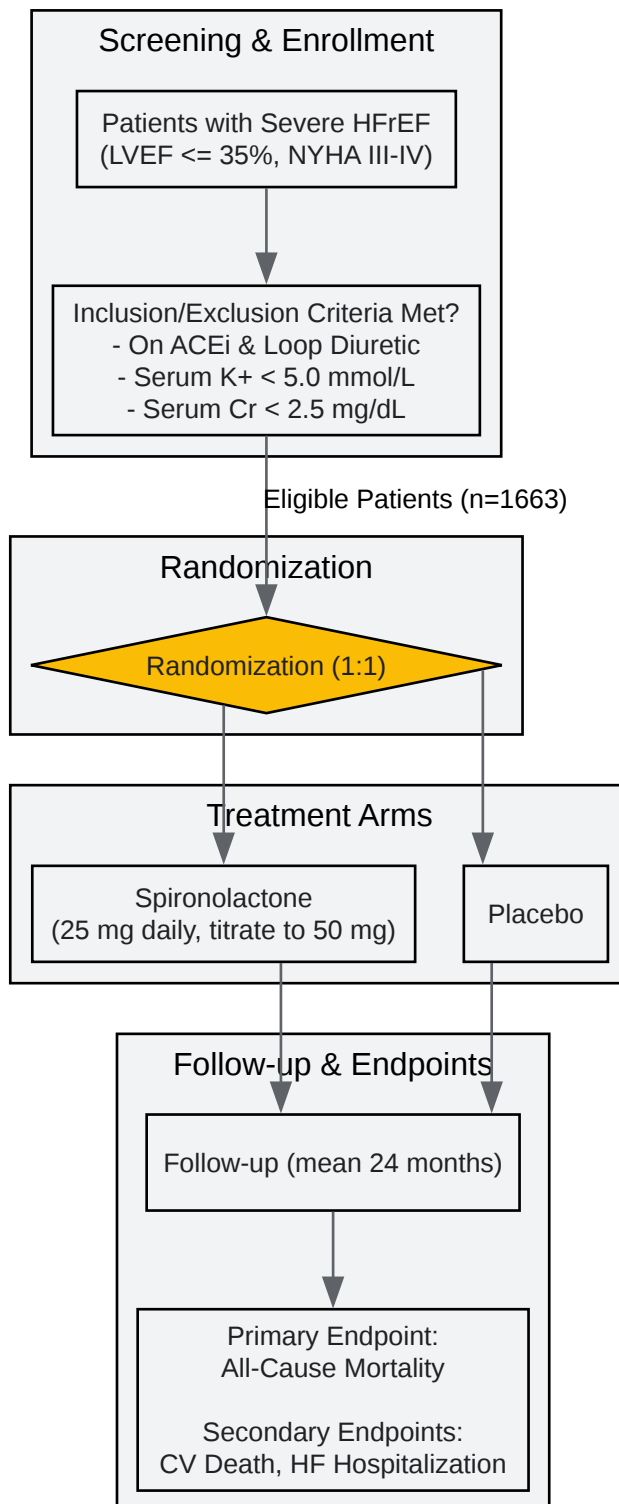 Screening & Enrollment
Patients with Severe HFrEF
(LVEF <= 35%, NYHA III-IV)
Inclusion/Exclusion Criteria Met?
- On ACEi & Loop Diuretic
- Serum K+ < 5.0 mmol/L
- Serum Cr < 2.5 mg/dL
Eligible Patients (n=1663)
Randomization
Randomization (1:1)
Treatment Arms
Spironolactone
(25 mg daily, titrate to 50 mg)
Placebo
Follow-up & Endpoints
Follow-up (mean 24 months)
Primary Endpoint:
All-Cause Mortality
Secondary Endpoints:
CV Death, HF Hospitalization